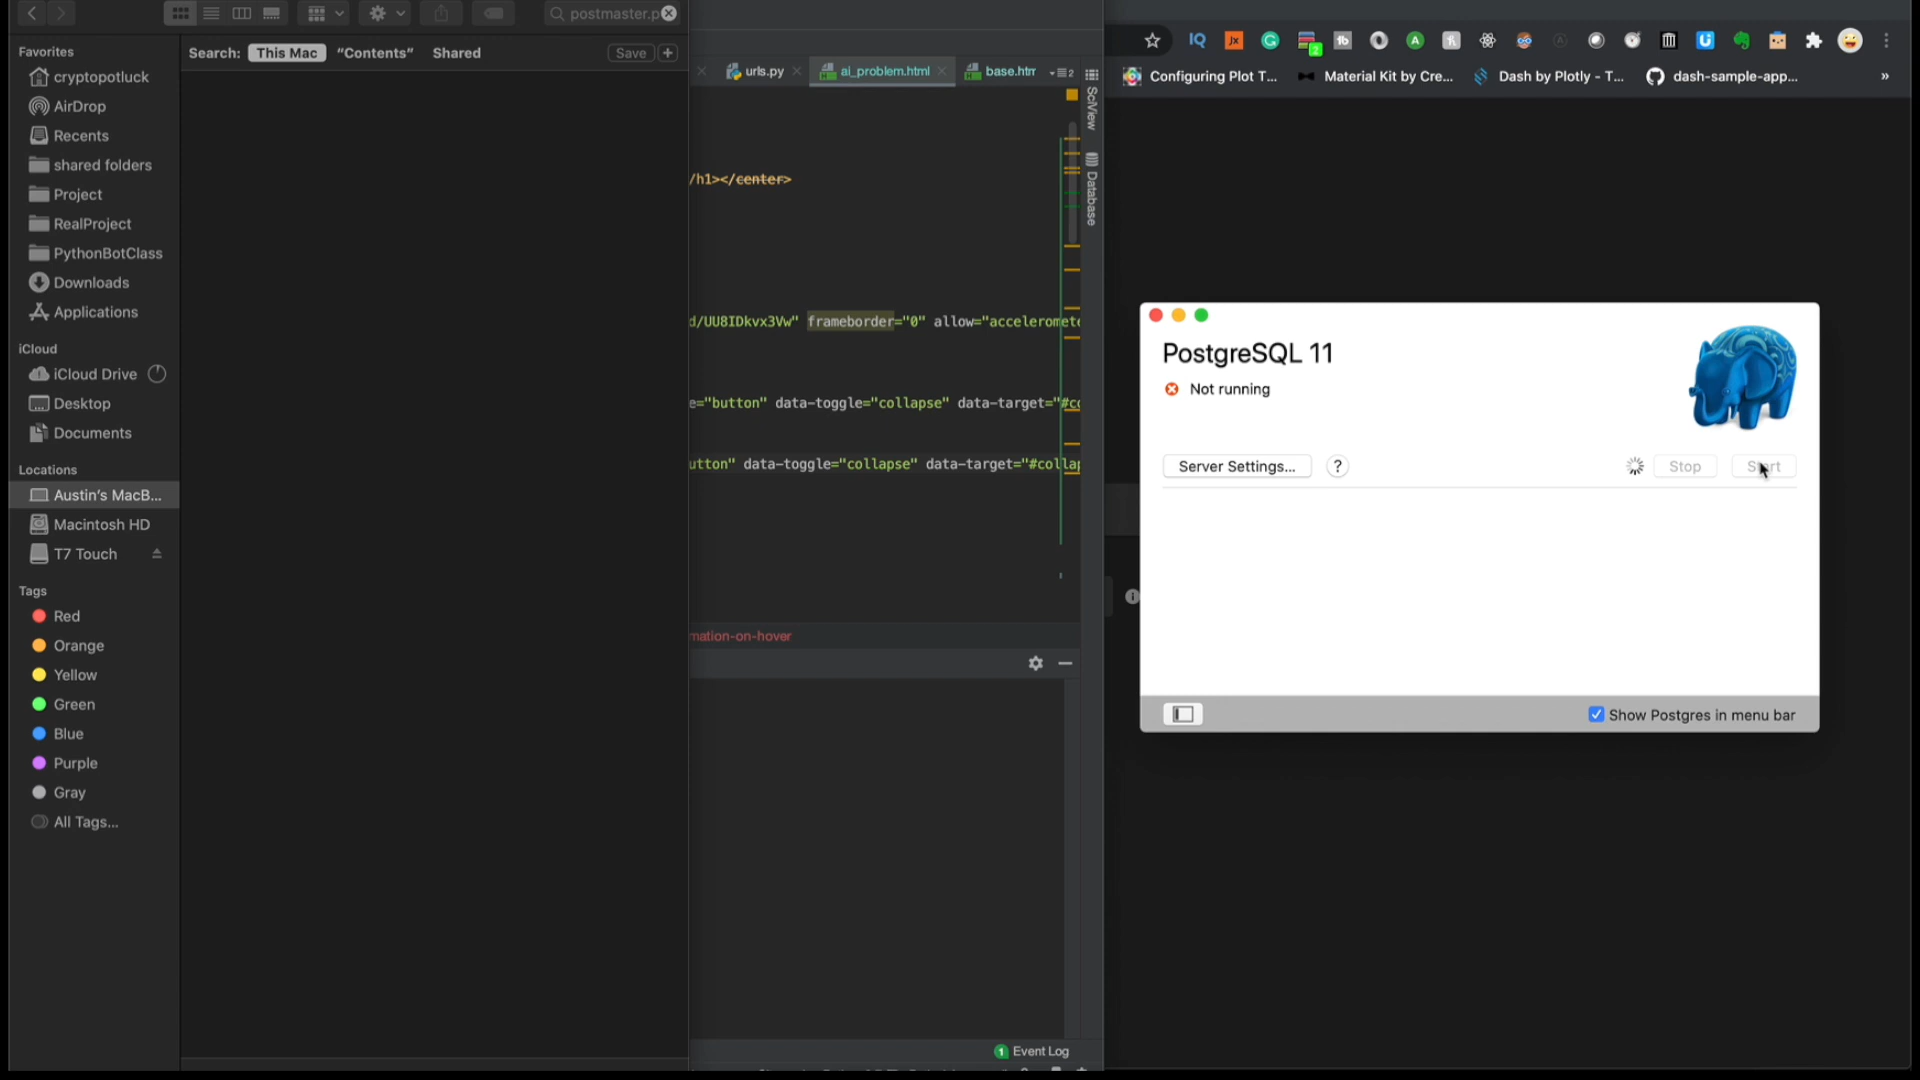 postmaster.p
Search: This Mac “Contents” Shared Save +
Favorites
cryptopotluck
AirDrop
Recents
shared folders
Project
RealProject
PythonBotClass
Downloads
Applications
iCloud
iCloud Drive
Desktop
Documents
Locations
Austin’s MacB...
Macintosh HD
T7 Touch
Tags
Red
Orange
Yellow
Green
Blue
Purple
Gray
All Tags...
urls.py ai_problem.html base.htm
/h1></center>
d/UU8IDkvx3Vw" frameborder="0" allow="acceleromete
e="button" data-toggle="collapse" data-target="#co
utton" data-toggle="collapse" data-target="#collap
mation-on-hover
1 Event Log
SciView
Database
Configuring Plot T... Material Kit by Cre... Dash by Plotly - T... dash-sample-app... »
PostgreSQL 11
Not running
Server Settings... ? Stop Start
Show Postgres in menu bar